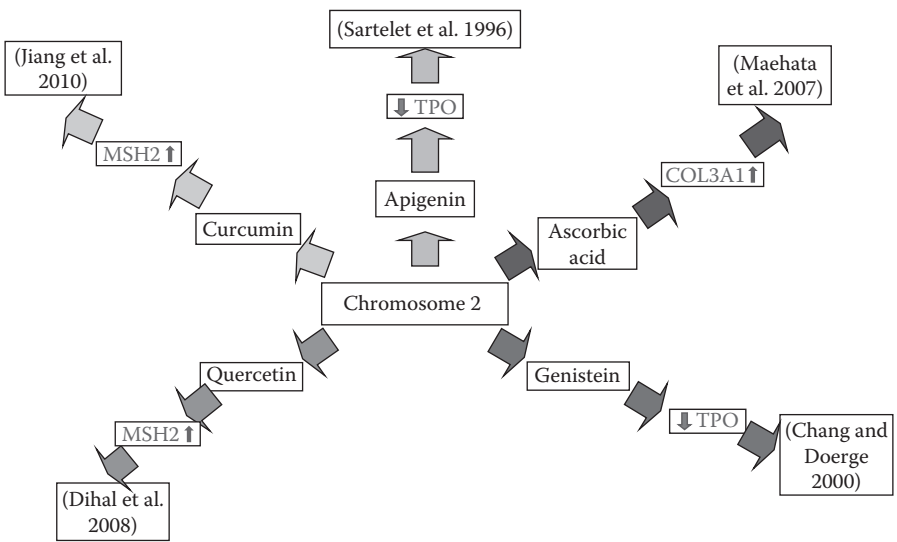 (Sartelet et al. 1996)
(Jiang et al.
2010)
(Maehata
et al. 2007)
⬇ TPO
MSH2 ⬆
COL3A1 ⬆
Apigenin
Curcumin
Ascorbic
acid
Chromosome 2
Quercetin
Genistein
MSH2 ⬆
⬇ TPO
(Chang and
Doerge
2000)
(Dihal et al.
2008)